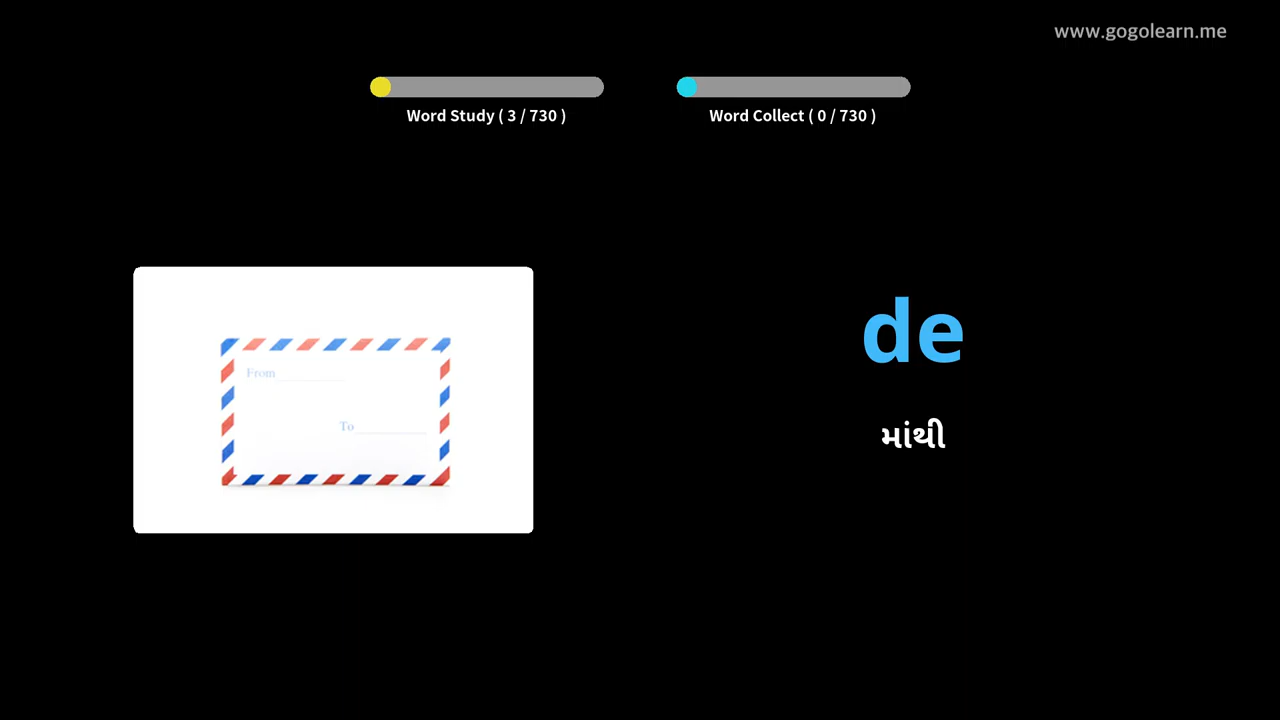 www.gogolearn.me
Word Study ( 3 / 730 )
Word Collect ( 0 / 730 )
From
To
de
માંથી